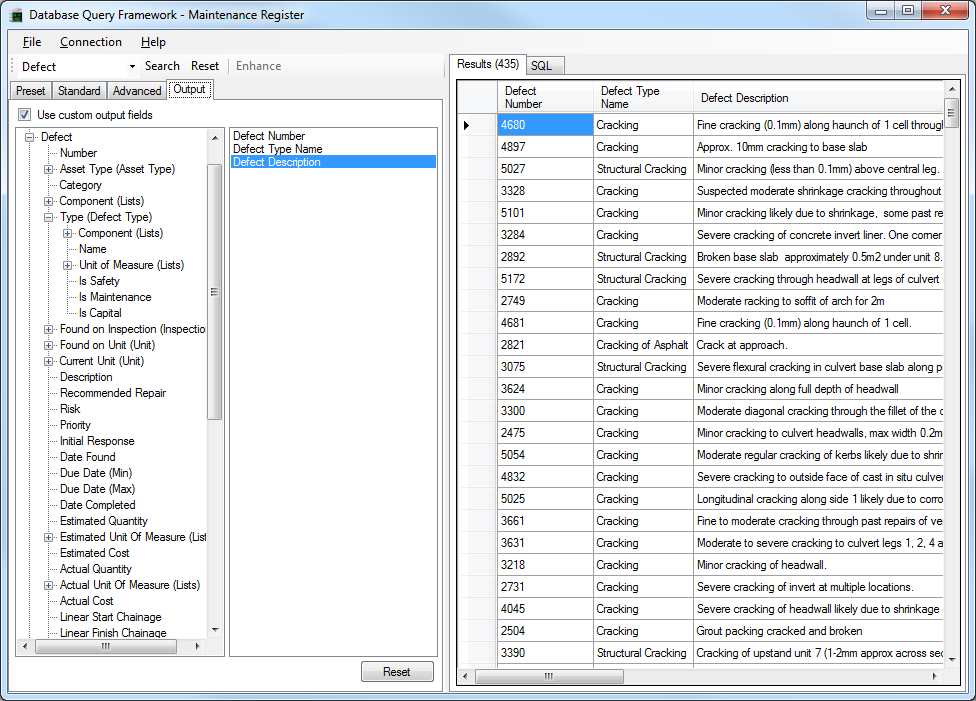 Database Query Framework - Maintenance Register
File Connection Help
Defect Search Reset Enhance
Preset Standard Advanced Output
Use custom output fields
Defect
Number
Asset Type (Asset Type)
Category
Component (Lists)
Type (Defect Type)
Component (Lists)
Name
Unit of Measure (Lists)
Is Safety
Is Maintenance
Is Capital
Found on Inspection (Inspectio
Found on Unit (Unit)
Current Unit (Unit)
Description
Recommended Repair
Risk
Priority
Initial Response
Date Found
Due Date (Min)
Due Date (Max)
Date Completed
Estimated Quantity
Estimated Unit Of Measure (List
Estimated Cost
Actual Quantity
Actual Unit Of Measure (Lists)
Actual Cost
Linear Start Chainage
Linear Finish Chainage
Defect Number
Defect Type Name
Defect Description
Reset
Results (435) SQL
Defect Number Defect Type Name Defect Description
4680 Cracking Fine cracking (0.1mm) along haunch of 1 cell throug
4897 Cracking Approx. 10mm cracking to base slab
5027 Structural Cracking Minor cracking (less than 0.1mm) above central leg.
3328 Cracking Suspected moderate shrinkage cracking throughout
5101 Cracking Minor cracking likely due to shrinkage, some past re
3284 Cracking Severe cracking of concrete invert liner. One corner
2892 Structural Cracking Broken base slab approximately 0.5m2 under unit 8.
5172 Structural Cracking Severe cracking through headwall at legs of culvert
2749 Cracking Moderate racking to soffit of arch for 2m
4681 Cracking Fine cracking (0.1mm) along haunch of 1 cell.
2821 Cracking of Asphalt Crack at approach.
3075 Structural Cracking Severe flexural cracking in culvert base slab along p
3624 Cracking Minor cracking along full depth of headwall
3300 Cracking Moderate diagonal cracking through the fillet of the c
2475 Cracking Minor cracking to culvert headwalls, max width 0.2m
5054 Cracking Moderate regular cracking of kerbs likely due to shrin
4832 Cracking Severe cracking to outside face of cast in situ culver
5025 Cracking Longitudinal cracking along side 1 likely due to corro
3661 Cracking Fine to moderate cracking through past repairs of ve
3631 Cracking Moderate to severe cracking to culvert legs 1, 2, 4 a
3218 Cracking Minor cracking of headwall.
2731 Cracking Severe cracking of invert at multiple locations.
4045 Cracking Severe cracking of headwall likely due to shrinkage
2504 Cracking Grout packing cracked and broken
3390 Structural Cracking Cracking of upstand unit 7 (1-2mm approx across sec